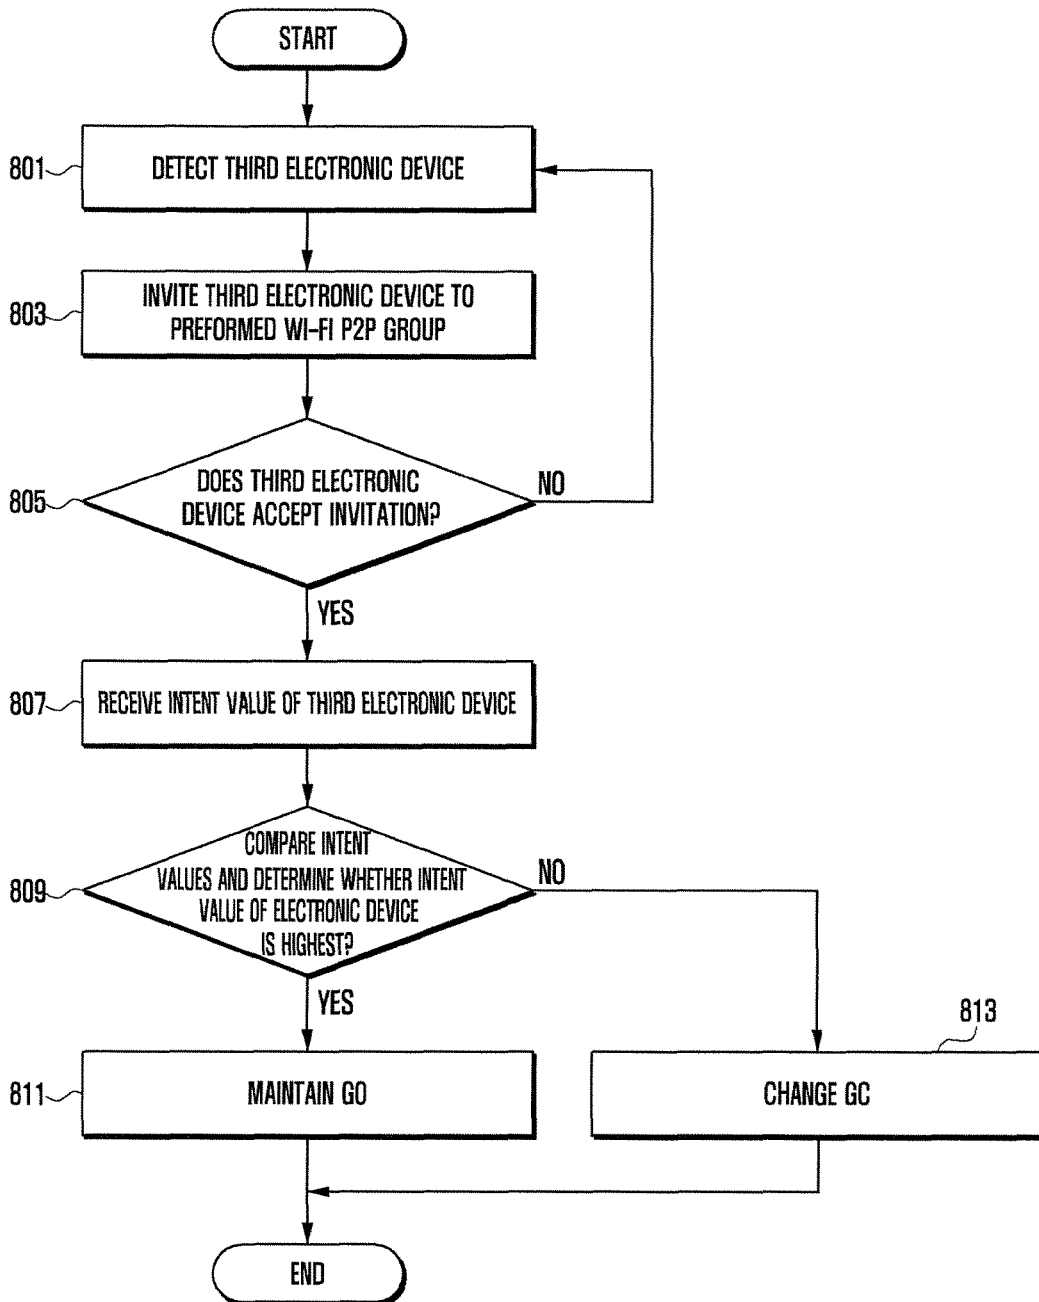 START
801
DETECT THIRD ELECTRONIC DEVICE
803
INVITE THIRD ELECTRONIC DEVICE TO
PREFORMED WI-FI P2P GROUP
805
DOES THIRD ELECTRONIC
DEVICE ACCEPT INVITATION?
NO
YES
807
RECEIVE INTENT VALUE OF THIRD ELECTRONIC DEVICE
809
COMPARE INTENT
VALUES AND DETERMINE WHETHER INTENT
VALUE OF ELECTRONIC DEVICE
IS HIGHEST?
NO
YES
811
MAINTAIN GO
813
CHANGE GC
END